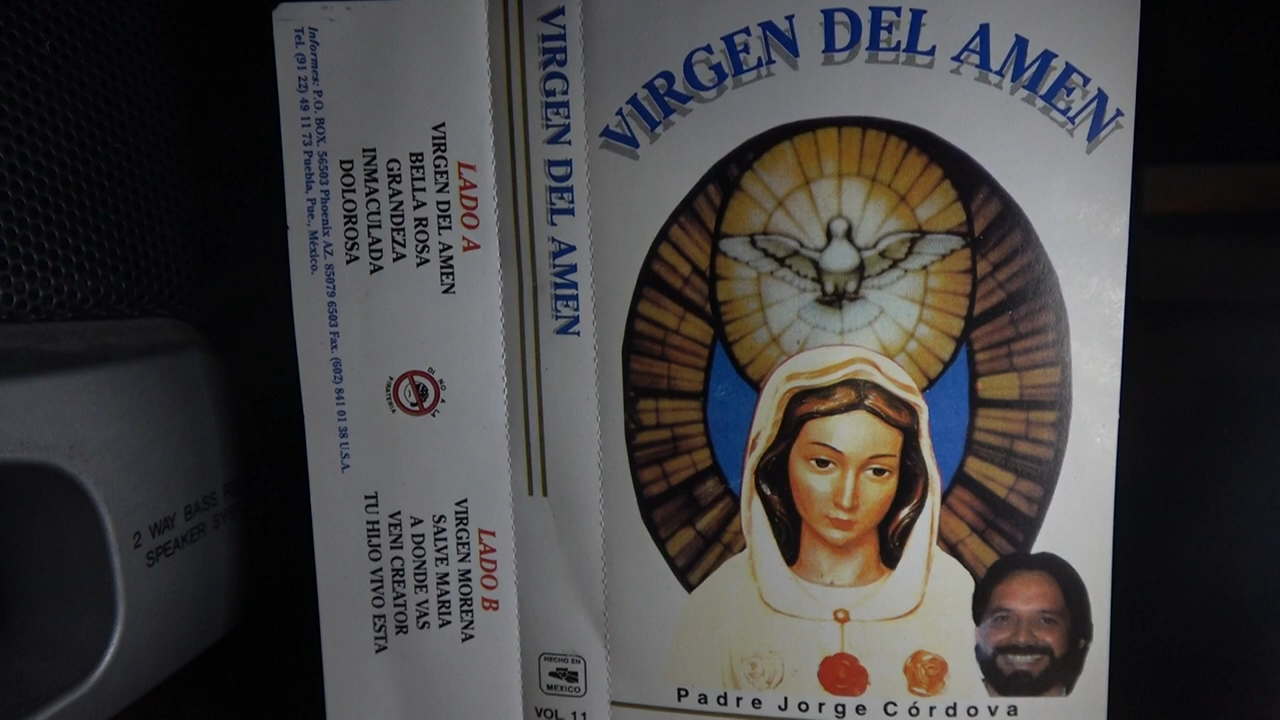 VIRGEN DEL AMEN
Padre Jorge Córdova
VIRGEN DEL AMEN
HECHO EN
MEXICO
VOL. 11
LADO A
VIRGEN DEL AMEN
BELLA ROSA
GRANDEZA
INMACULADA
DOLOROSA
NO A
LA
PIRATERIA
LADO B
VIRGEN MORENA
SALVE MARIA
A DONDE VAS
VENI CREATOR
TU HIJO VIVO ESTA
Informes: P.O. BOX. 56503 Phoenix AZ. 85079 6503 Fax. (602) 841 01 38 U.S.A.
Tel. (91 22) 49 11 73 Puebla, Pue., México.
2 WAY BASS
SPEAKER